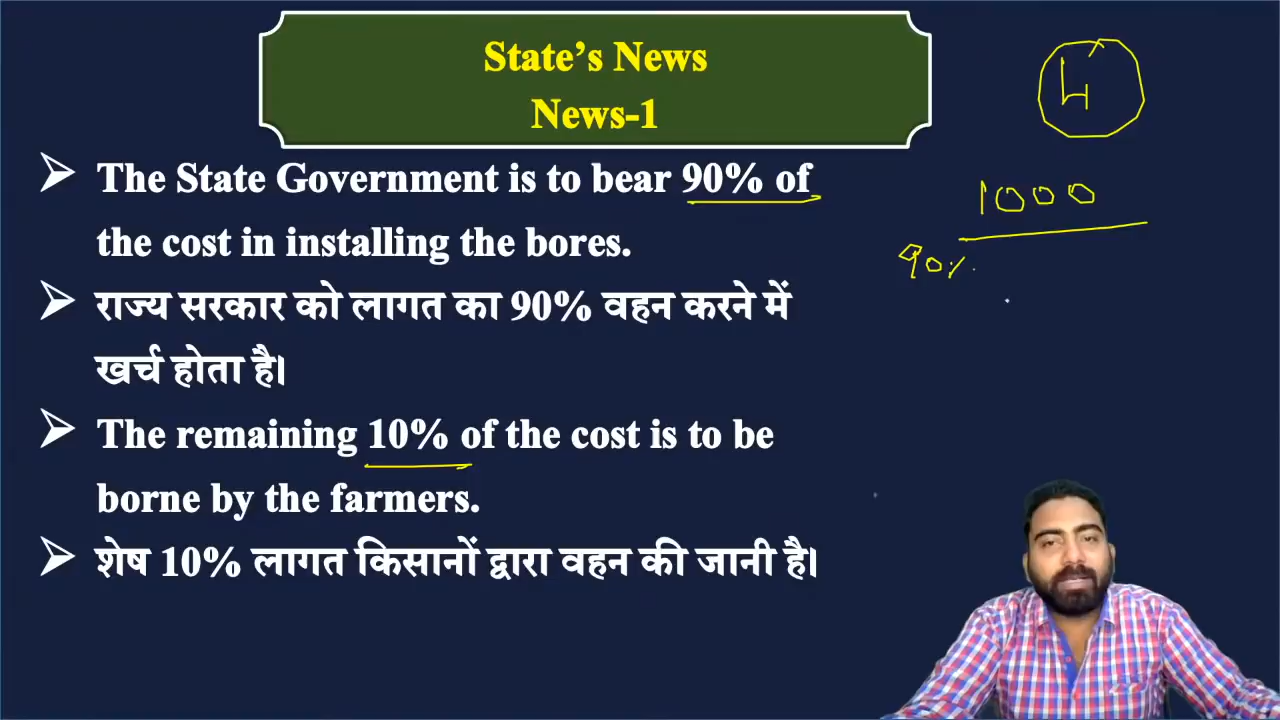 State’s News
News-1
The State Government is to bear 90% of
the cost in installing the bores.
राज्य सरकार को लागत का 90% वहन करने में
खर्च होता है।
The remaining 10% of the cost is to be
borne by the farmers.
शेष 10% लागत किसानों द्वारा वहन की जानी है।
1000
90%